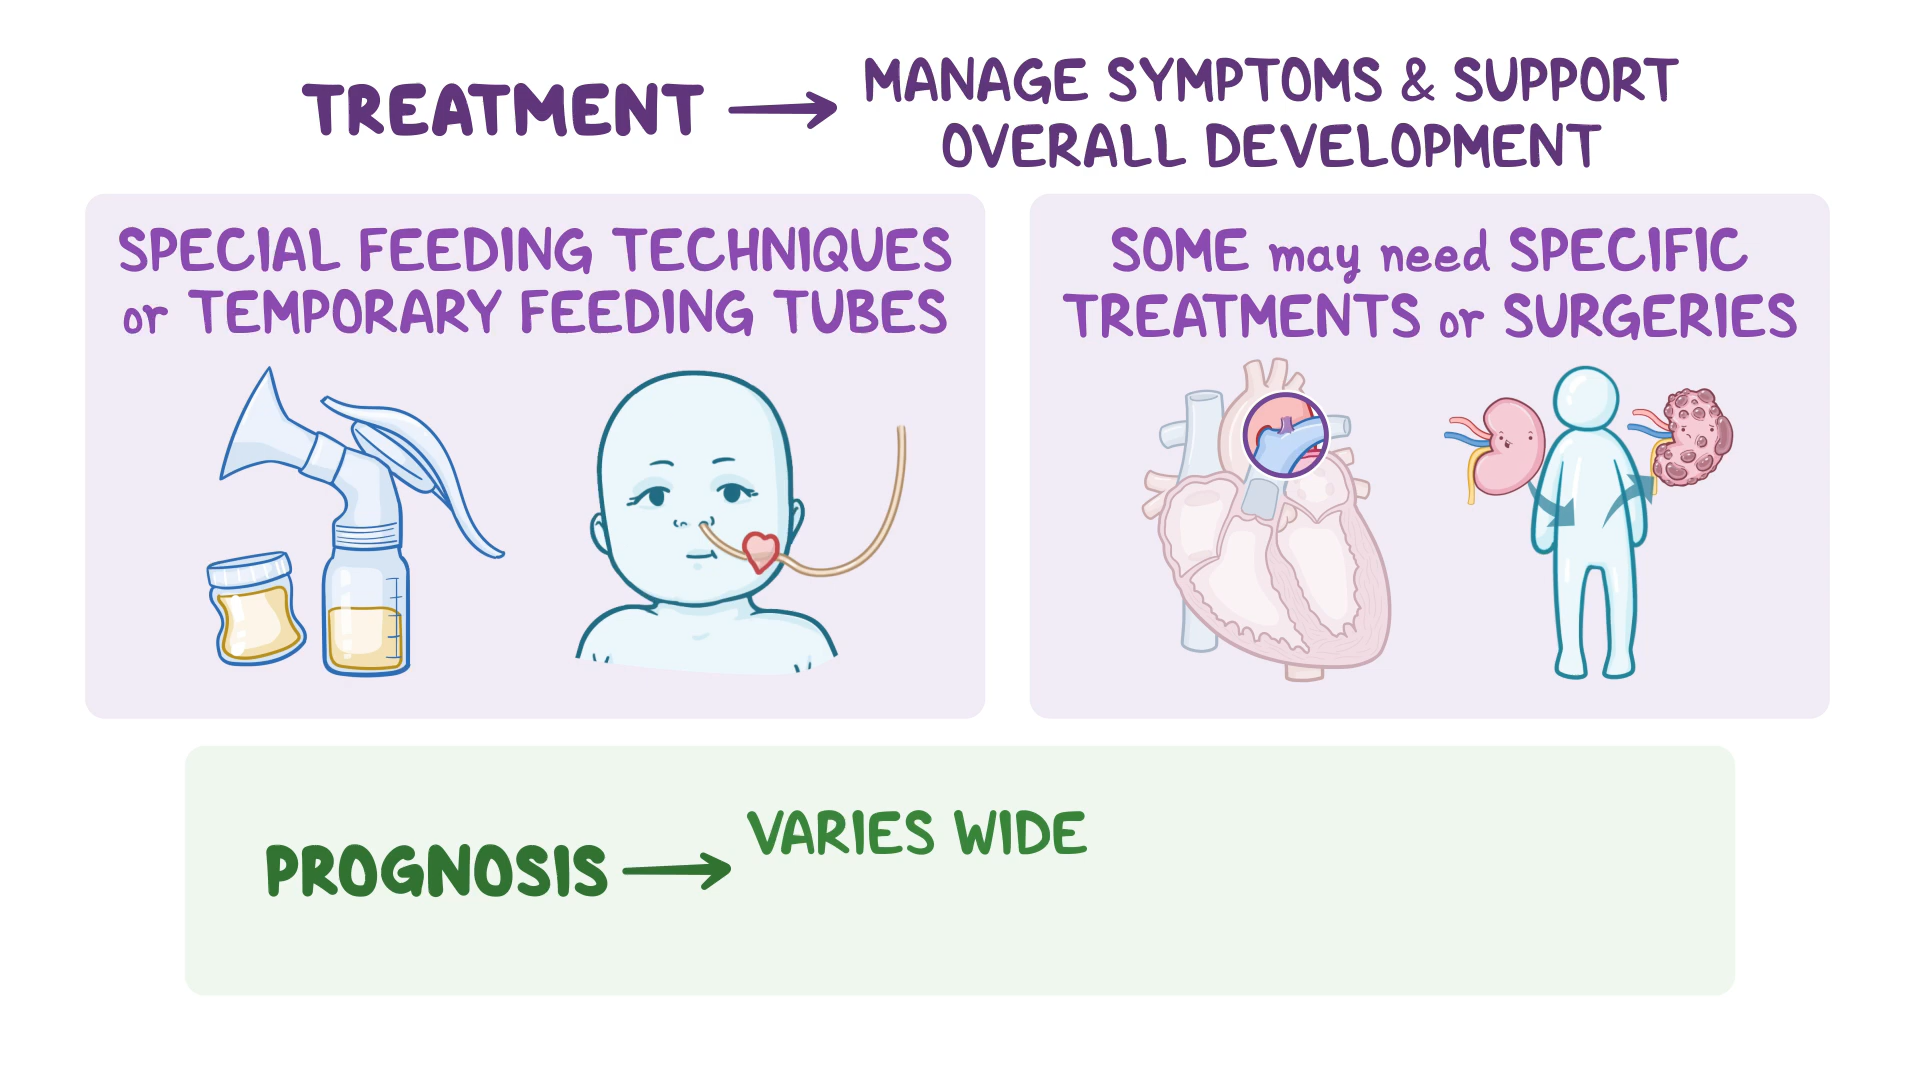 TREATMENT → MANAGE SYMPTOMS & SUPPORT
OVERALL DEVELOPMENT
SPECIAL FEEDING TECHNIQUES
or TEMPORARY FEEDING TUBES
SOME may need SPECIFIC
TREATMENTS or SURGERIES
PROGNOSIS → VARIES WIDE